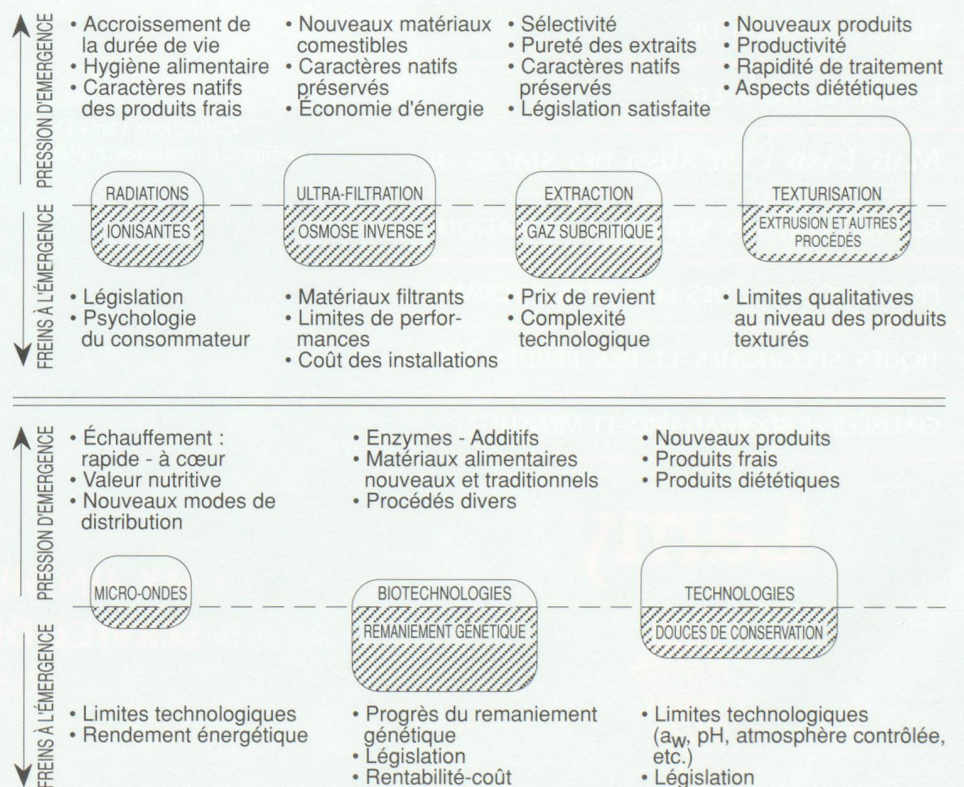 PRESSION D'EMERGENCE
• Accroissement de
la durée de vie
• Hygiène alimentaire
• Caractères natifs
des produits frais
• Nouveaux matériaux
comestibles
• Caractères natifs
préservés
• Économie d'énergie
• Sélectivité
• Pureté des extraits
• Caractères natifs
préservés
• Législation satisfaite
• Nouveaux produits
• Productivité
• Rapidité de traitement
• Aspects diététiques
RADIATIONS
IONISANTES
ULTRA-FILTRATION
OSMOSE INVERSE
EXTRACTION
GAZ SUBCRITIQUE
TEXTURISATION
EXTRUSION ET AUTRES
PROCÉDÉS
FREINS À L'ÉMERGENCE
• Législation
• Psychologie
du consommateur
• Matériaux filtrants
• Limites de perfor-
mances
• Coût des installations
• Prix de revient
• Complexité
technologique
• Limites qualitatives
au niveau des produits
texturés
PRESSION D'EMERGENCE
• Échauffement :
rapide - à cœur
• Valeur nutritive
• Nouveaux modes de
distribution
• Enzymes - Additifs
• Matériaux alimentaires
nouveaux et traditionnels
• Procédés divers
• Nouveaux produits
• Produits frais
• Produits diététiques
MICRO-ONDES
BIOTECHNOLOGIES
REMANIEMENT GÉNÉTIQUE
TECHNOLOGIES
DOUCES DE CONSERVATION
FREINS À L'ÉMERGENCE
• Limites technologiques
• Rendement énergétique
• Progrès du remaniement
génétique
• Législation
• Rentabilité-coût
• Limites technologiques
(aw, pH, atmosphère contrôlée,
etc.)
• Législation